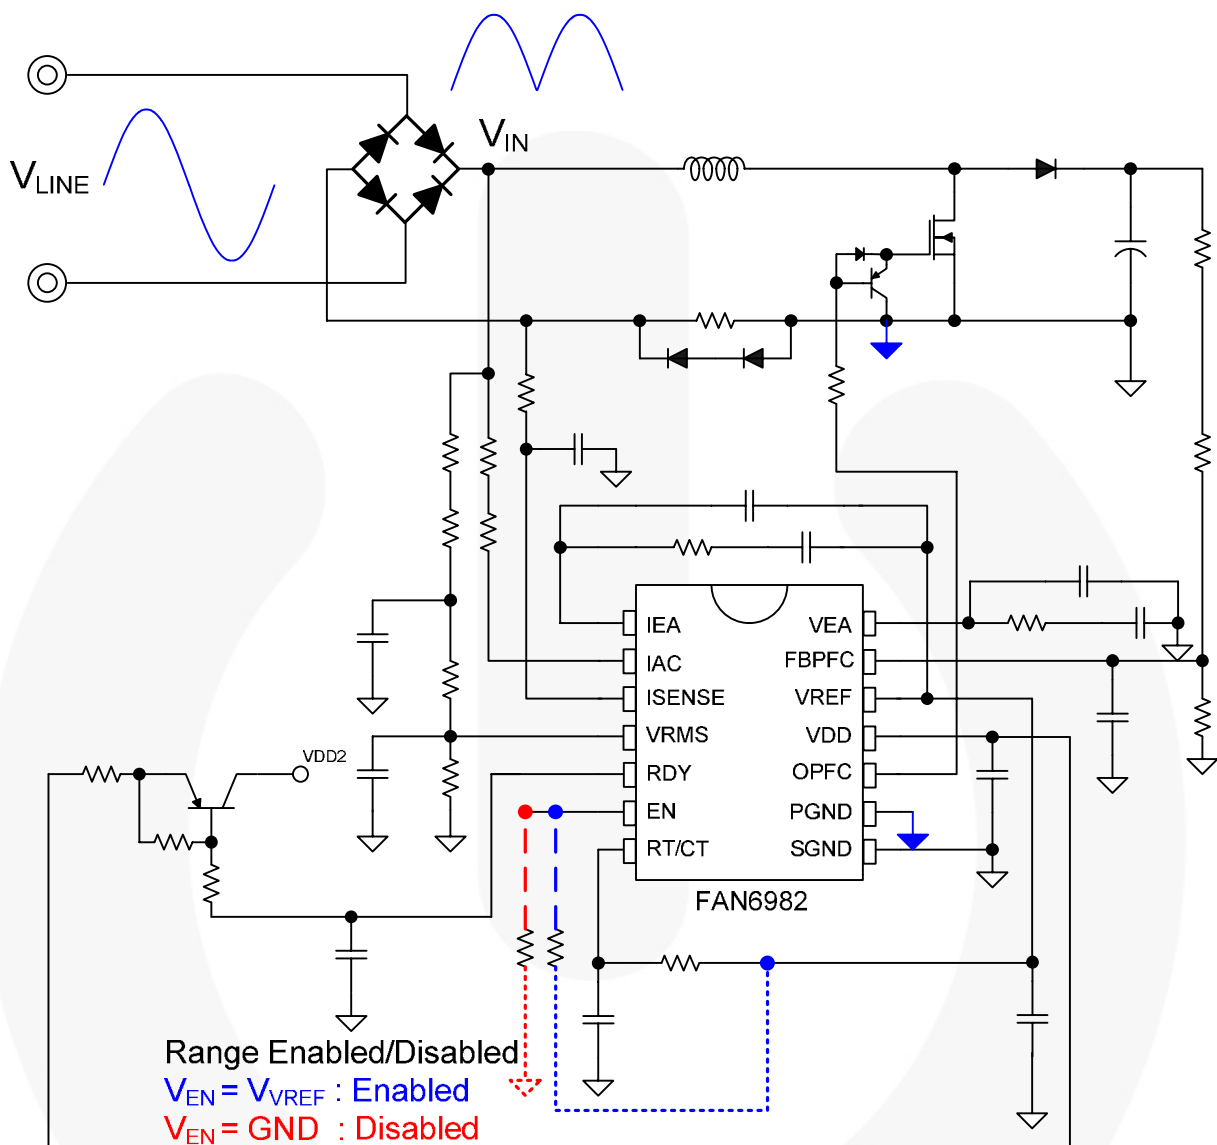 VIN
VLINE
IEA
VEA
IAC
FBPFC
ISENSE
VREF
VRMS
VDD
VDD2
RDY
OPFC
EN
PGND
RT/CT
SGND
FAN6982
Range Enabled/Disabled
VEN = VVREF : Enabled
VEN = GND : Disabled